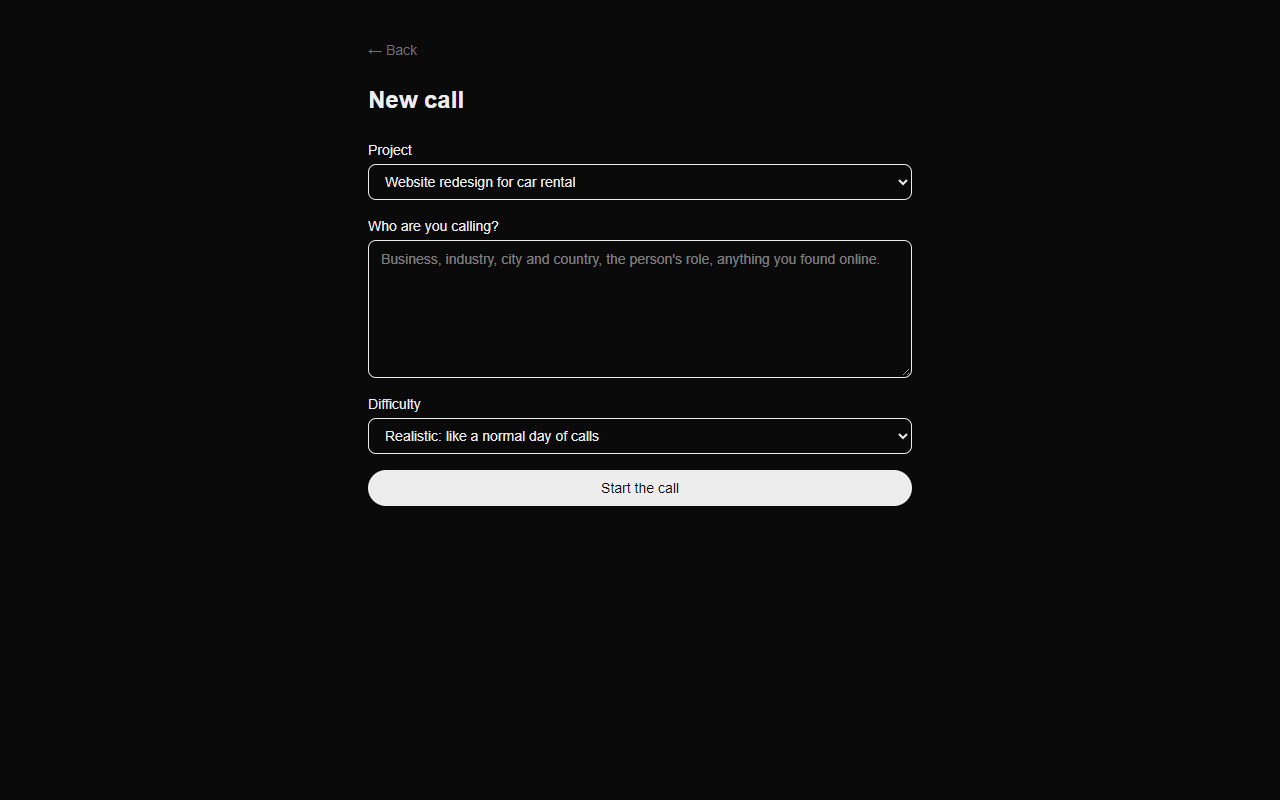 ← Back
New call
Project
Website redesign for car rental
Who are you calling?
Business, industry, city and country, the person's role, anything you found online.
Difficulty
Realistic: like a normal day of calls
Start the call